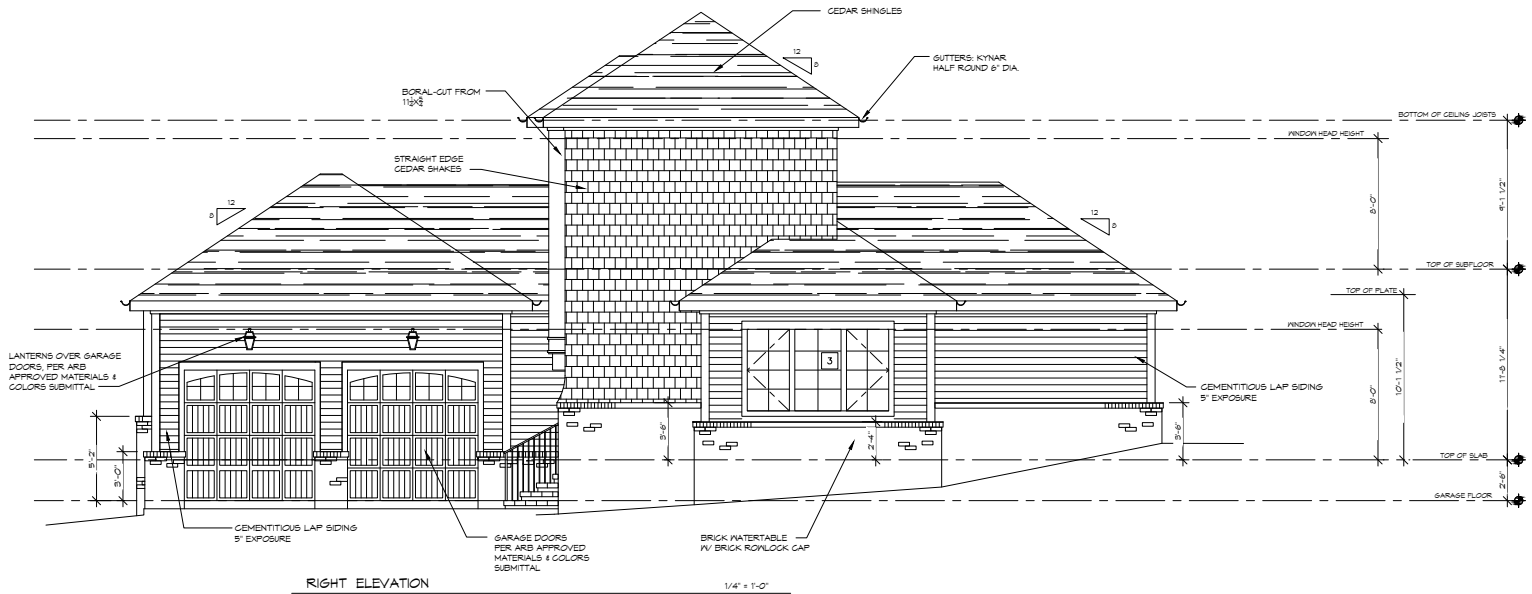 CEDAR SHINGLES
12
8
GUTTERS: KYNAR
HALF ROUND 6" DIA.
BORAL-CUT FROM
STRAIGHT EDGE
CEDAR SHAKES
BOTTOM OF CEILING JOISTS
WINDOW HEAD HEIGHT
8'-0"
9'-1 1/2"
12
8
12
8
TOP OF SUBFLOOR
TOP OF PLATE
WINDOW HEAD HEIGHT
LANTERNS OVER GARAGE
DOORS, PER ARB
APPROVED MATERIALS &
COLORS SUBMITTAL
3
8'-0"
10'-1 1/2"
11'-8 1/4"
CEMENTITIOUS LAP SIDING
5" EXPOSURE
5'-2"
3'-0"
3'-6"
2'-4"
3'-6"
TOP OF SLAB
2'-6"
GARAGE FLOOR
CEMENTITIOUS LAP SIDING
5" EXPOSURE
GARAGE DOORS
PER ARB APPROVED
MATERIALS & COLORS
SUBMITTAL
BRICK WATERTABLE
W/ BRICK ROWLOCK CAP
RIGHT ELEVATION
1/4" = 1'-0"